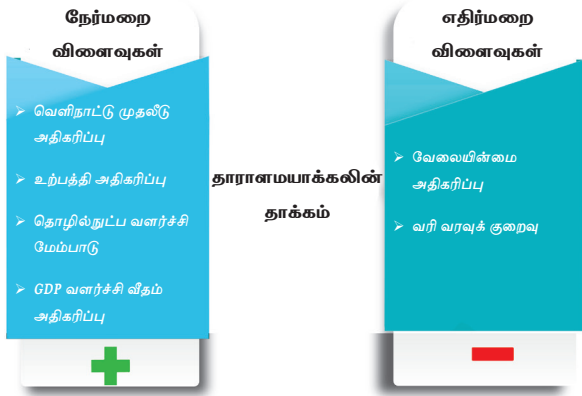 நேர்மறை
விளைவுகள்
➢ வெளிநாட்டு முதலீடு
அதிகரிப்பு
➢ உற்பத்தி அதிகரிப்பு
➢ தொழில்நுட்ப வளர்ச்சி
மேம்பாடு
➢ GDP வளர்ச்சி வீதம்
அதிகரிப்பு
தாராளமயாக்கலின்
தாக்கம்
எதிர்மறை
விளைவுகள்
➢ வேலையின்மை
அதிகரிப்பு
➢ வரி வரவுக் குறைவு